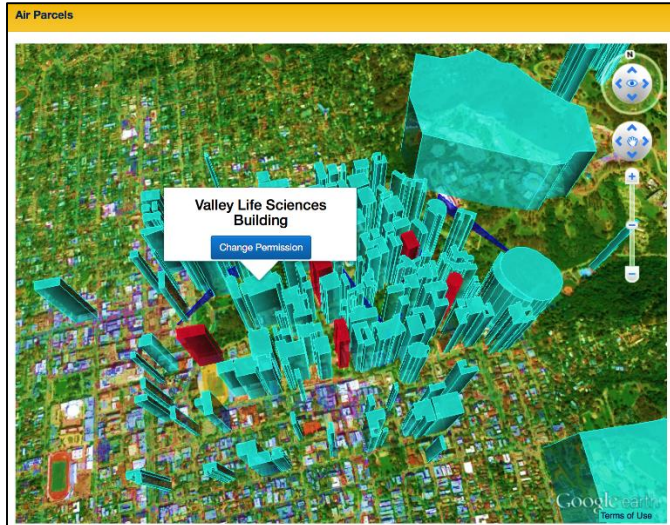 Air Parcels
N
Valley Life Sciences
Building
Change Permission
Google earth
Terms of Use